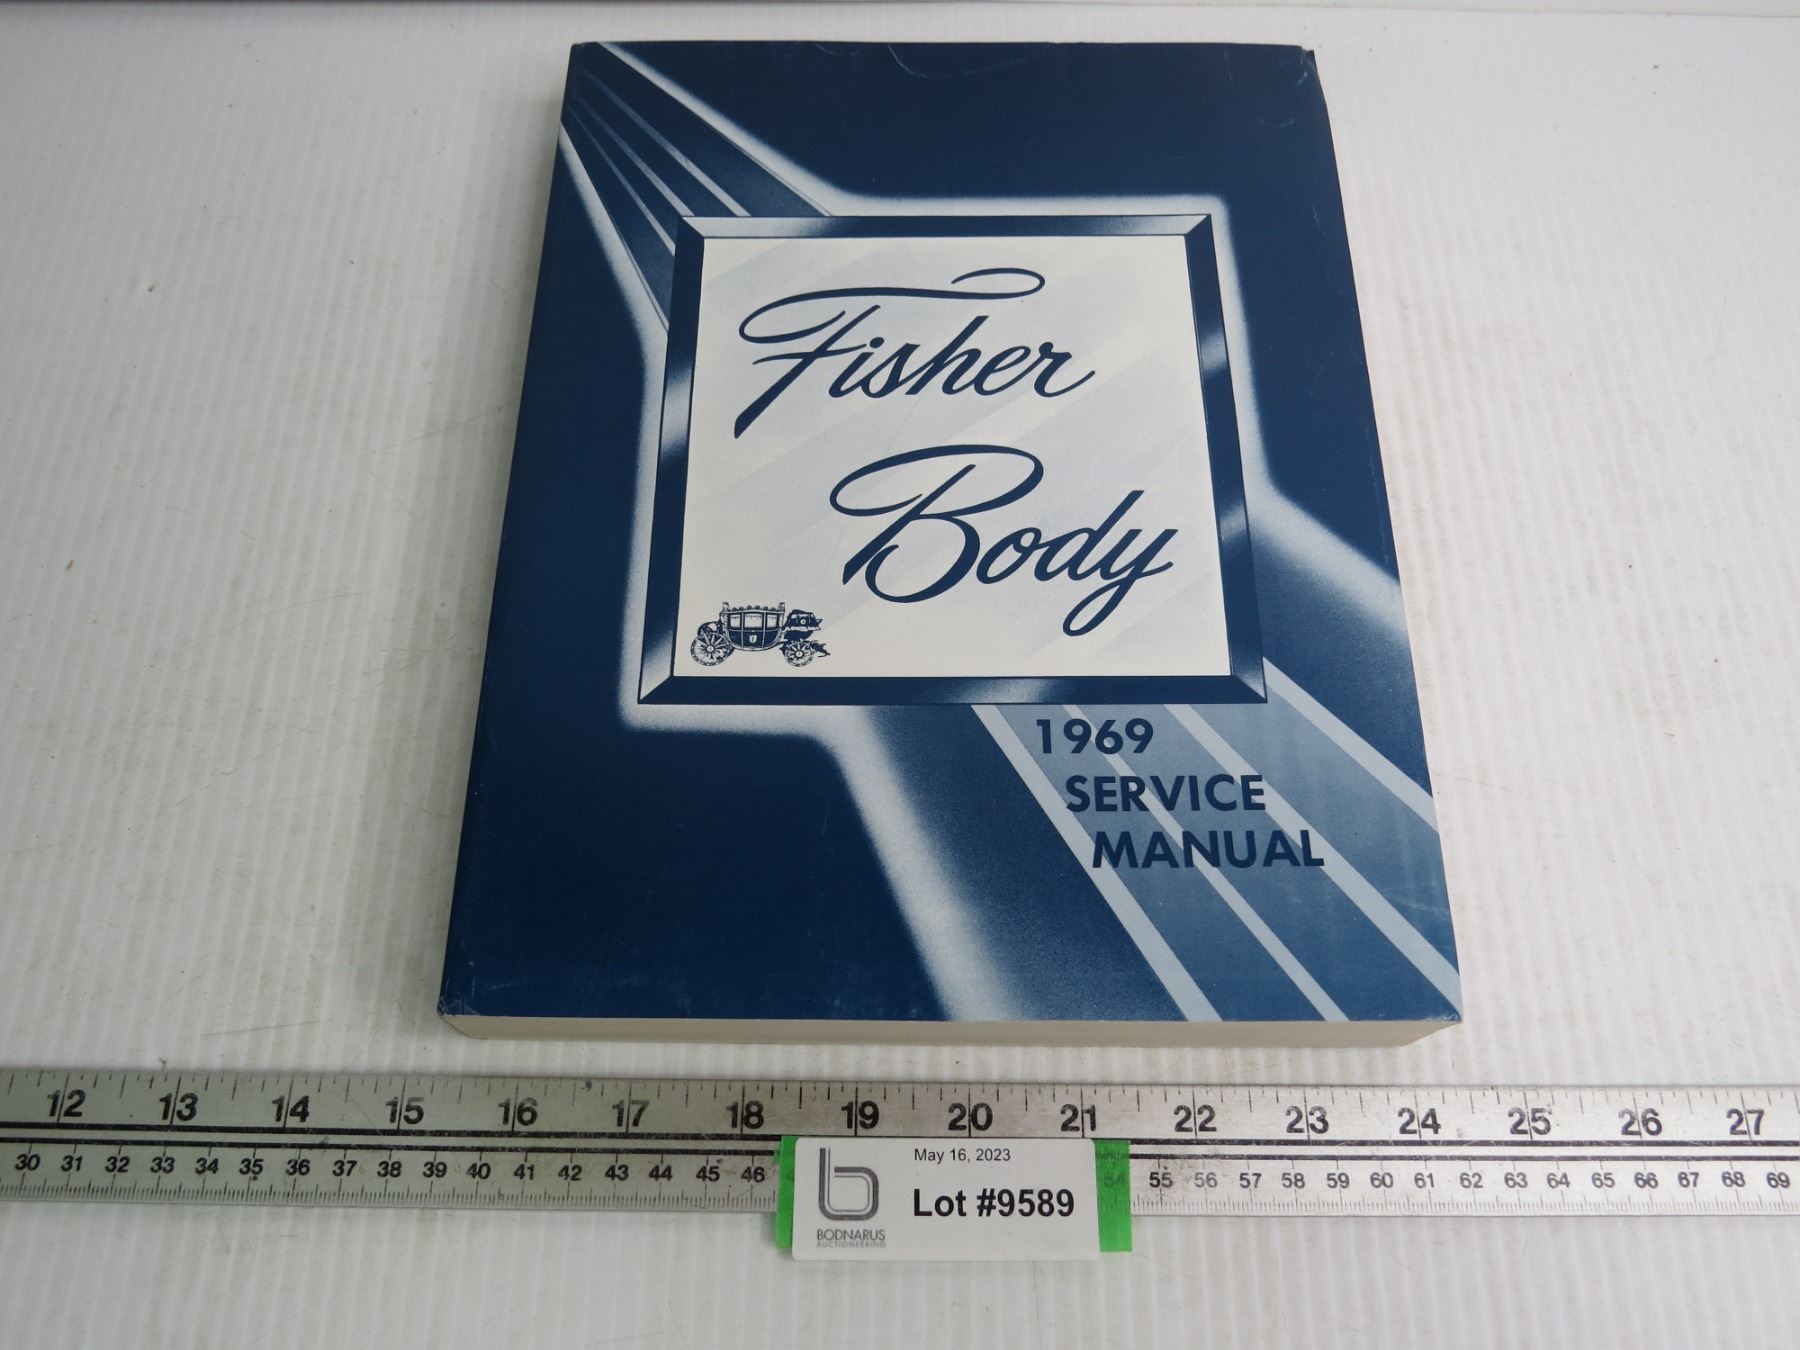 Fisher
Body
1969
SERVICE
MANUAL
12 13 14 15 16 17 18 19 20 21 22 23 24 25 26 27
30 31 32 33 34 35 36 37 38 39 40 41 42 43 44 45 46 54 55 56 57 58 59 60 61 62 63 64 65 66 67 68 69
May 16, 2023
Lot #9589
BODNARUS
AUCTIONEERING